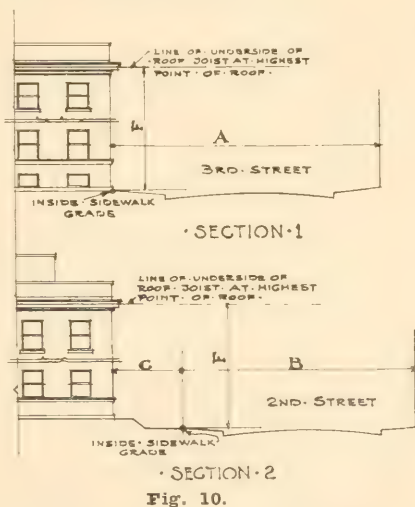 LINE · OF · UNDERSIDE · OF
ROOF JOIST · AT · HIGHEST
POINT · OF · ROOF ·
F
A
3RD · STREET
INSIDE · SIDEWALK
GRADE
· SECTION · 1
LINE · OF · UNDERSIDE · OF
ROOF · JOIST · AT · HIGHEST
POINT · OF · ROOF ·
C
F
B
2ND · STREET
INSIDE · SIDEWALK
GRADE
· SECTION · 2
Fig. 10.